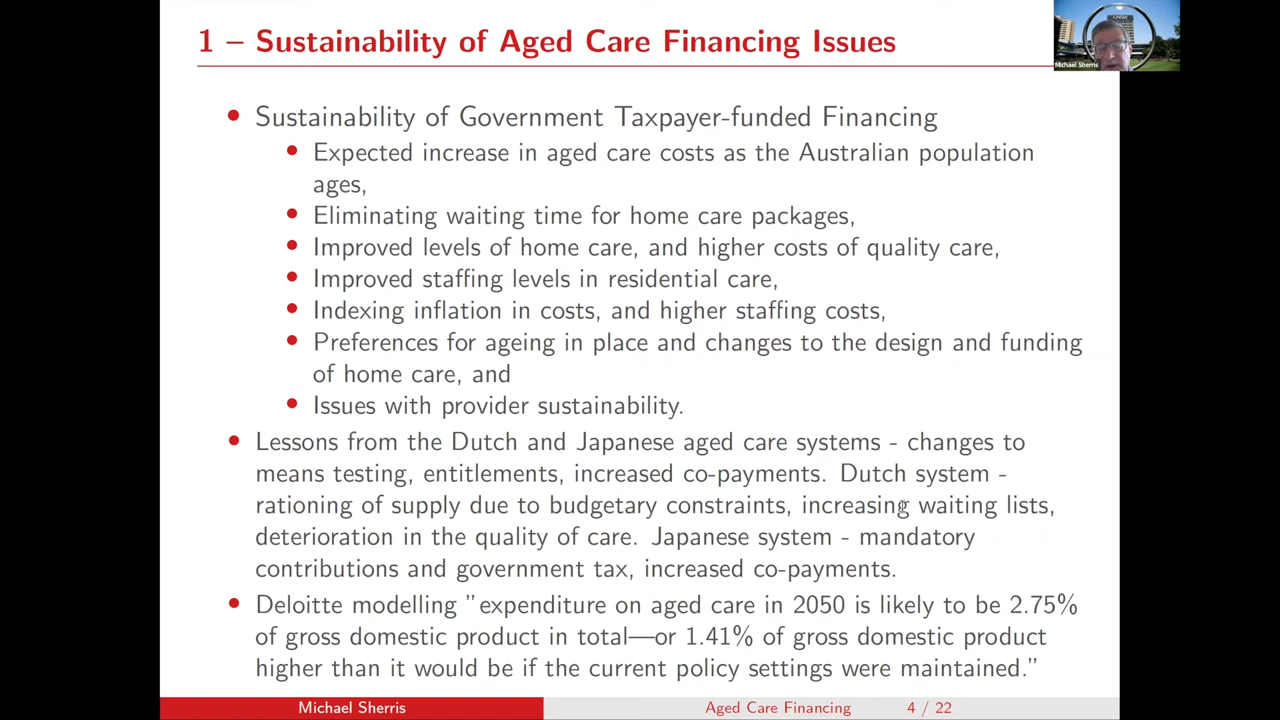 1 – Sustainability of Aged Care Financing Issues
Michael Sherris
Sustainability of Government Taxpayer-funded Financing
Expected increase in aged care costs as the Australian population
ages,
Eliminating waiting time for home care packages,
Improved levels of home care, and higher costs of quality care,
Improved staffing levels in residential care,
Indexing inflation in costs, and higher staffing costs,
Preferences for ageing in place and changes to the design and funding
of home care, and
Issues with provider sustainability.
Lessons from the Dutch and Japanese aged care systems - changes to
means testing, entitlements, increased co-payments. Dutch system -
rationing of supply due to budgetary constraints, increasing waiting lists,
deterioration in the quality of care. Japanese system - mandatory
contributions and government tax, increased co-payments.
Deloitte modelling ”expenditure on aged care in 2050 is likely to be 2.75%
of gross domestic product in total—or 1.41% of gross domestic product
higher than it would be if the current policy settings were maintained.”
Michael Sherris Aged Care Financing 4 / 22